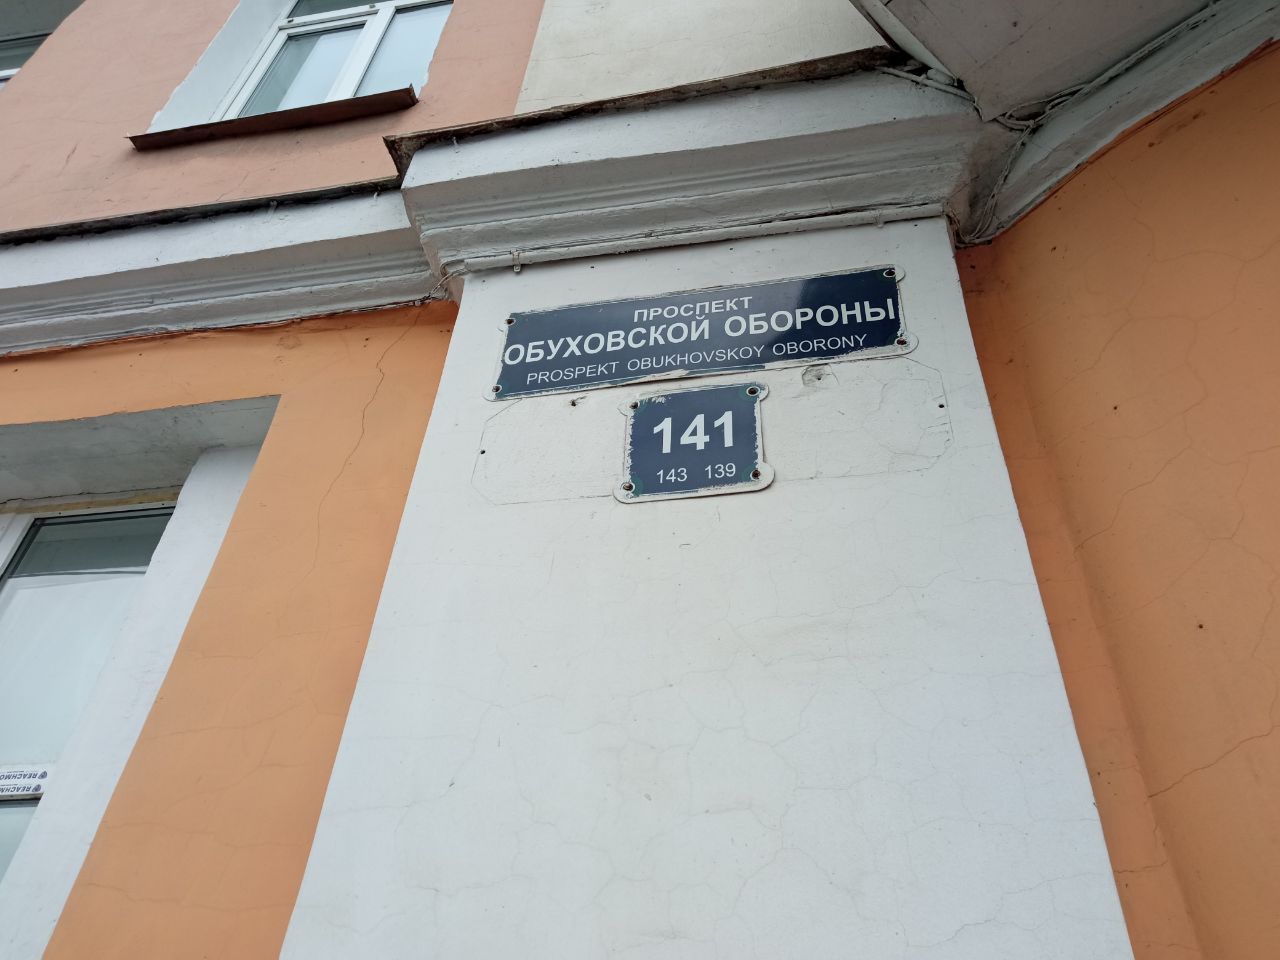 ПРОСПЕКТ
ОБУХОВСКОЙ ОБОРОНЫ
PROSPEKT OBUKHOVSKOY OBORONY
141
143 139